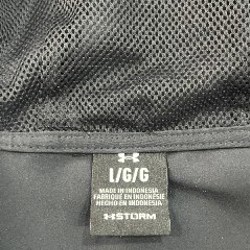 L/G/G
MADE IN INDONESIA
FABRIQUÉ EN INDONÉSIE
HECHO EN INDONESIA
STORM